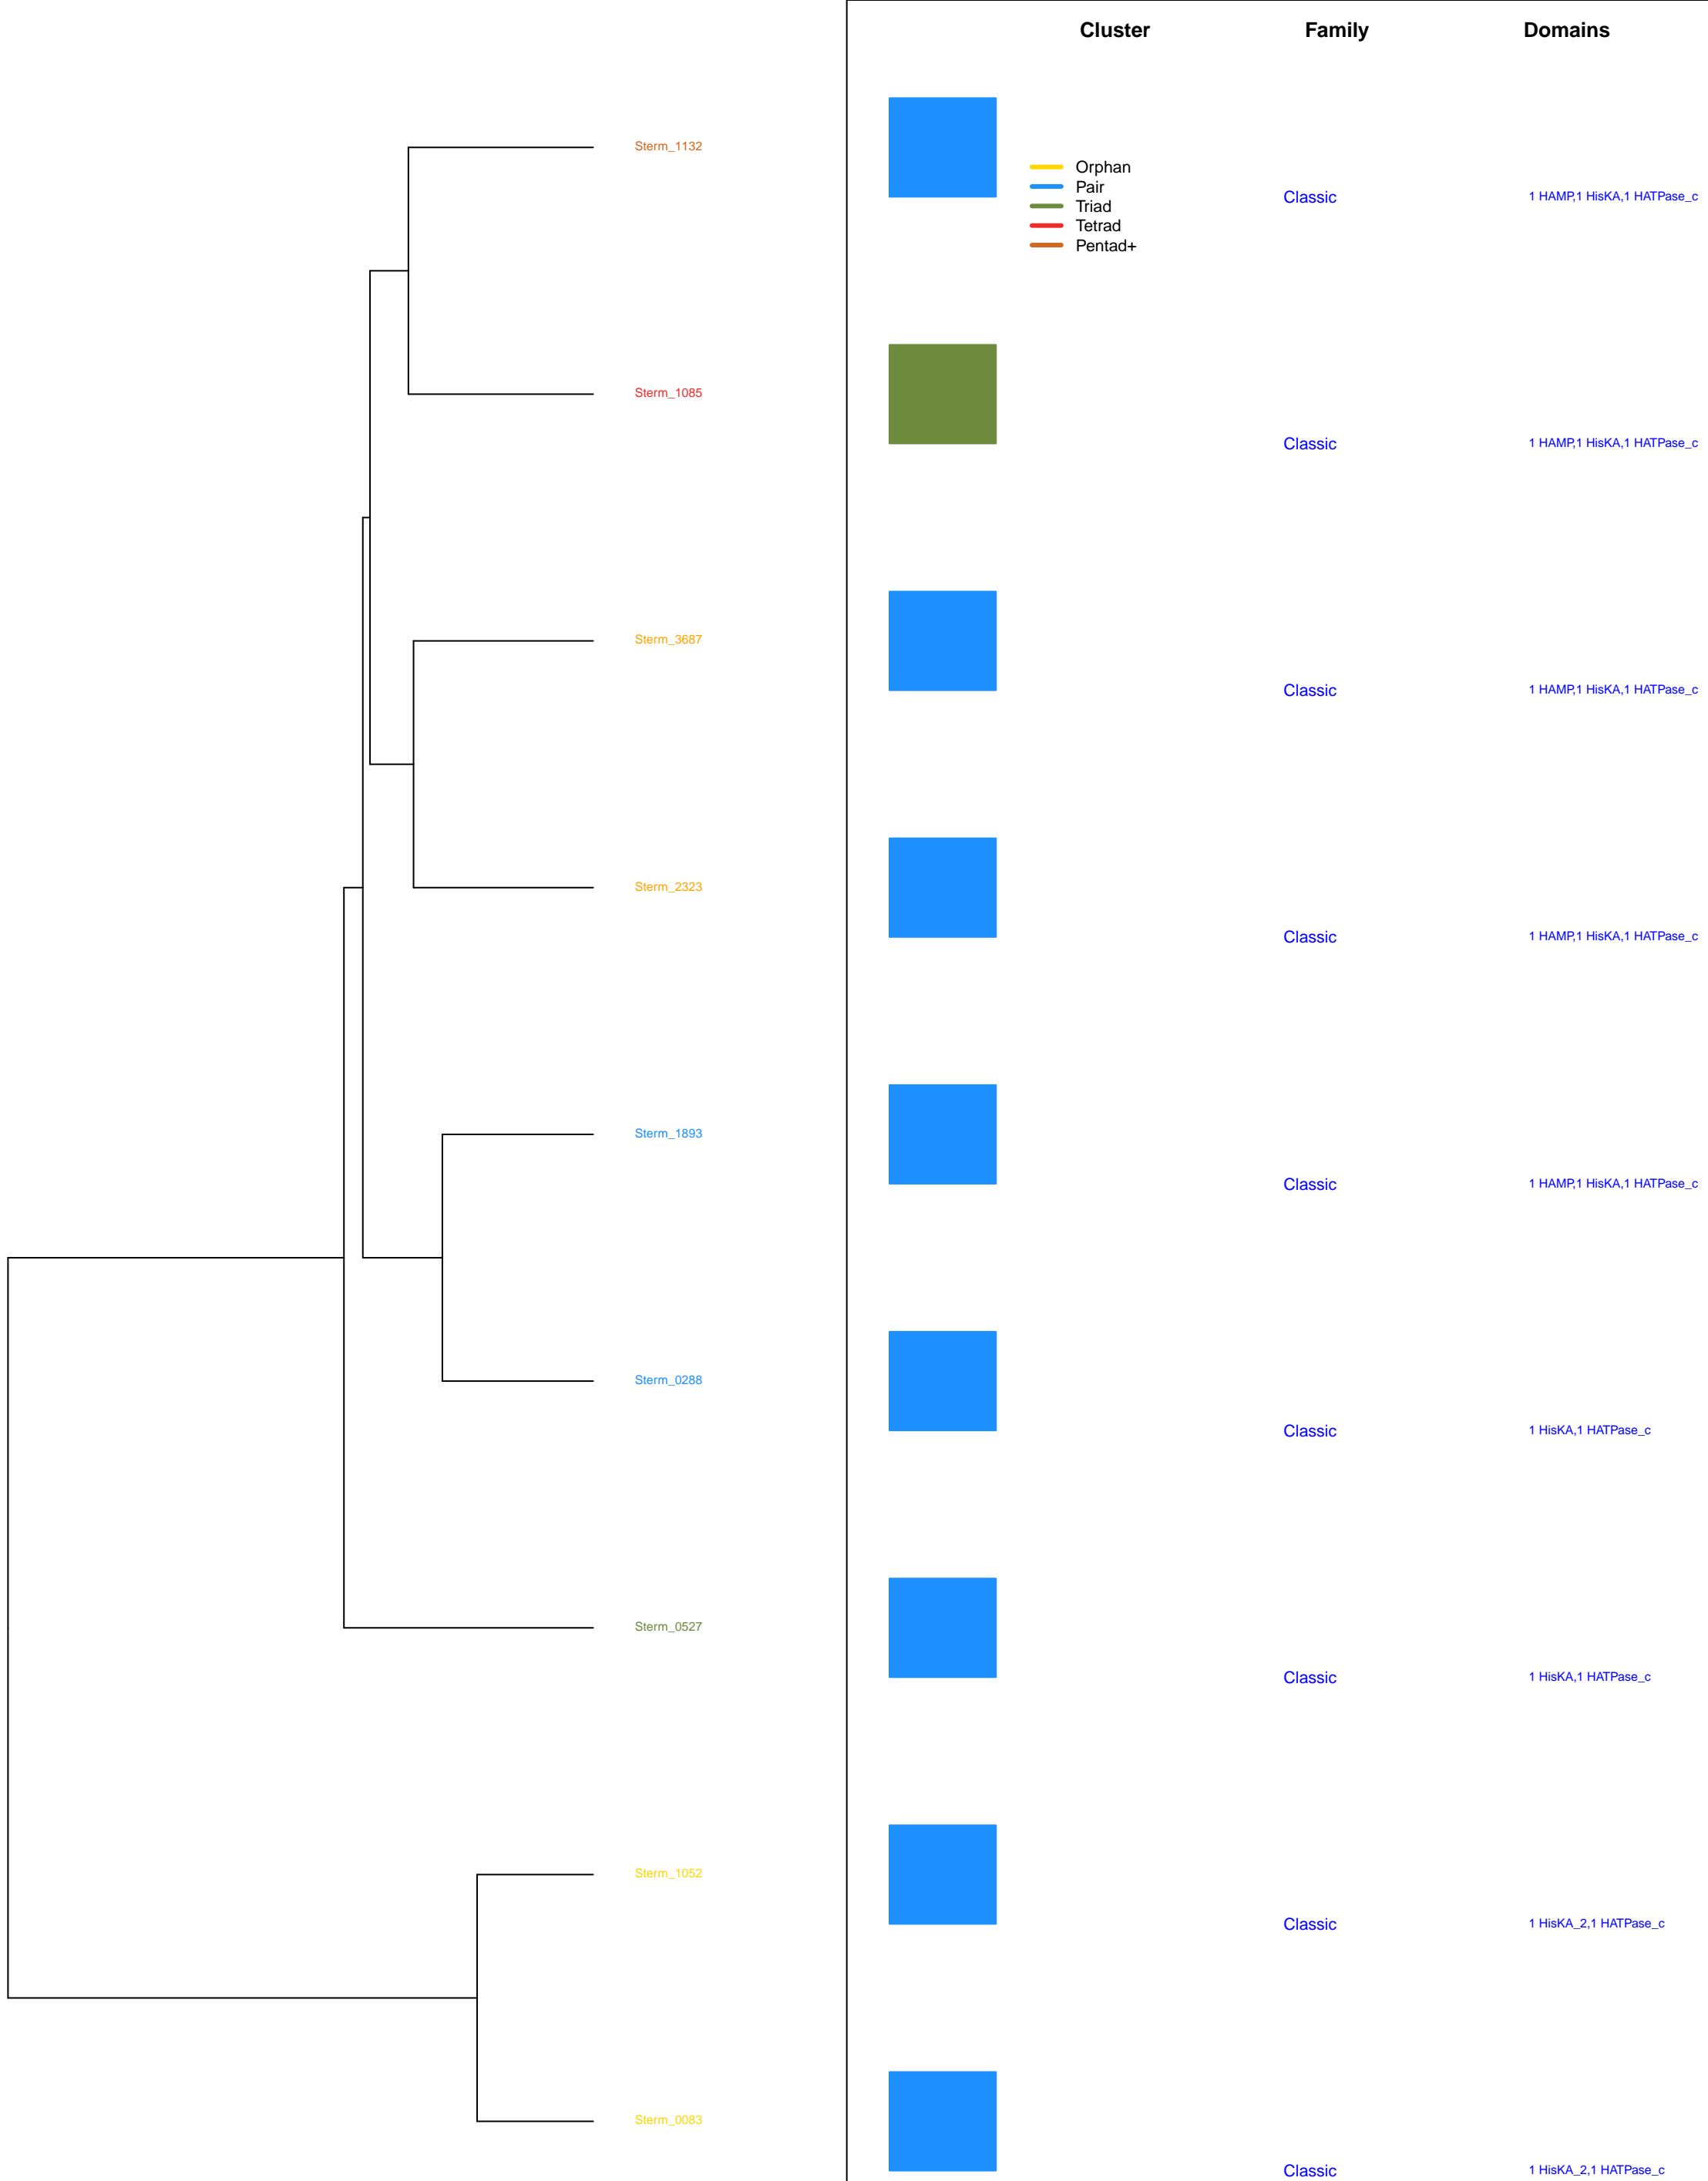 Cluster Family Domains
Sterm_1132
Orphan
Pair
Triad
Tetrad
Pentad+
Classic 1 HAMP,1 HisKA,1 HATPase_c
Sterm_1085
Classic 1 HAMP,1 HisKA,1 HATPase_c
Sterm_3687
Classic 1 HAMP,1 HisKA,1 HATPase_c
Sterm_2323
Classic 1 HAMP,1 HisKA,1 HATPase_c
Sterm_1893
Classic 1 HAMP,1 HisKA,1 HATPase_c
Sterm_0288
Classic 1 HisKA,1 HATPase_c
Sterm_0527
Classic 1 HisKA,1 HATPase_c
Sterm_1052
Classic 1 HisKA_2,1 HATPase_c
Sterm_0083
Classic 1 HisKA_2,1 HATPase_c